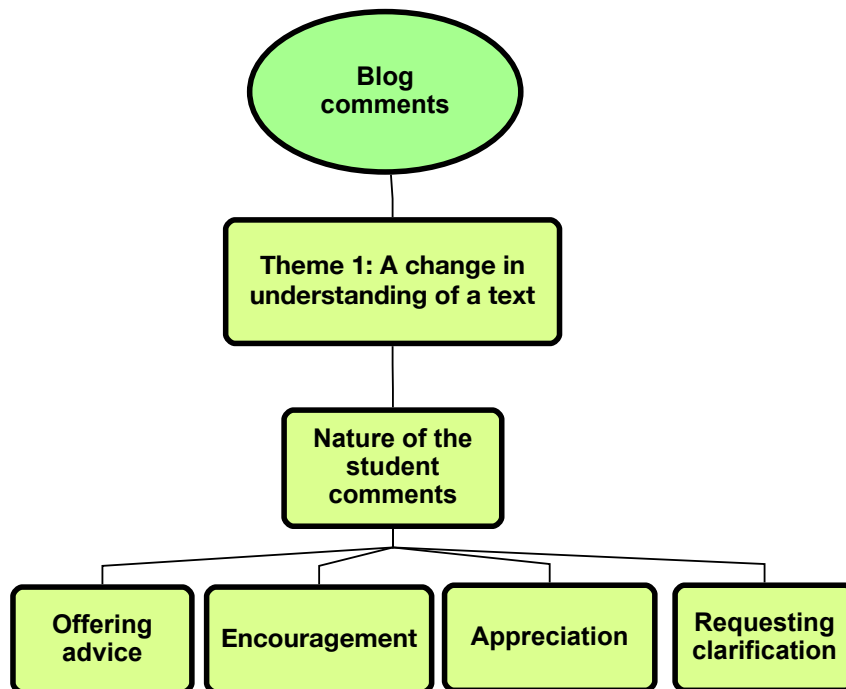 Blog
comments
Theme 1: A change in
understanding of a text
Nature of the
student
comments
Offering
advice
Encouragement
Appreciation
Requesting
clarification